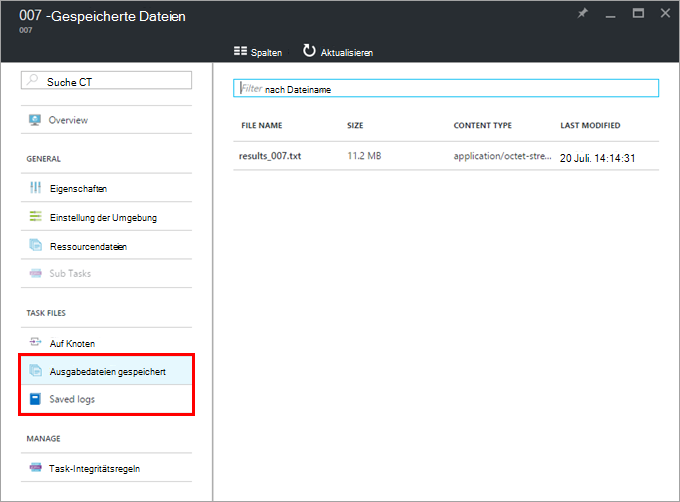 007 -Gespeicherte Dateien
007
Spalten Aktualisieren
Suche CT
Overview
GENERAL
Eigenschaften
Einstellung der Umgebung
Ressourcendateien
Sub Tasks
TASK FILES
Auf Knoten
Ausgabedateien gespeichert
Saved logs
MANAGE
Task-Integritätsregeln
Filter nach Dateiname
FILE NAME SIZE CONTENT TYPE LAST MODIFIED
results_007.txt 11.2 MB application/octet-stre... 20 Juli. 14:14:31